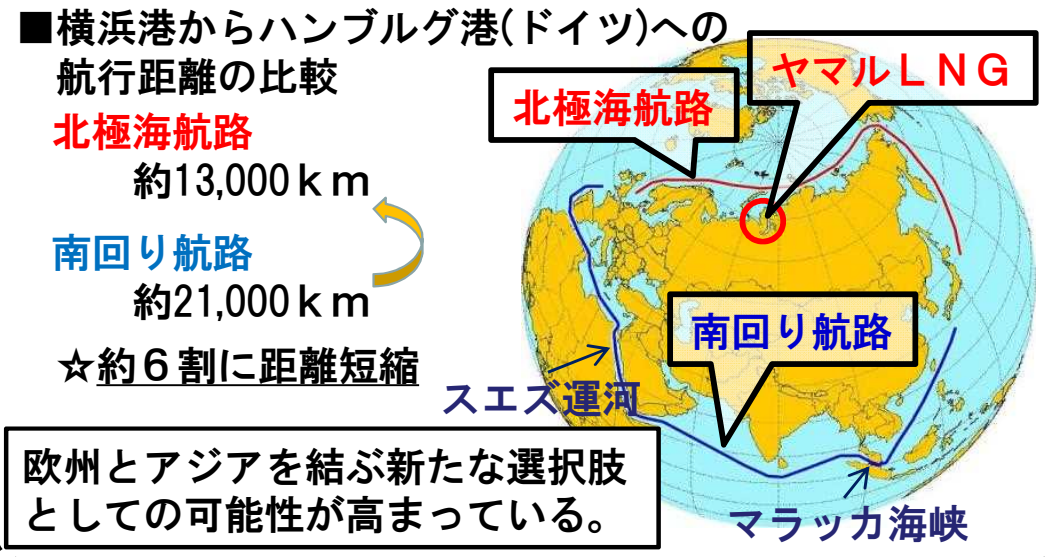 ■横浜港からハンブルグ港(ドイツ)への
航行距離の比較
北極海航路
約13,000ｋｍ
南回り航路
約21,000ｋｍ
☆約６割に距離短縮
欧州とアジアを結ぶ新たな選択肢
としての可能性が高まっている。
ヤマルＬＮＧ
北極海航路
南回り航路
スエズ運河
マラッカ海峡